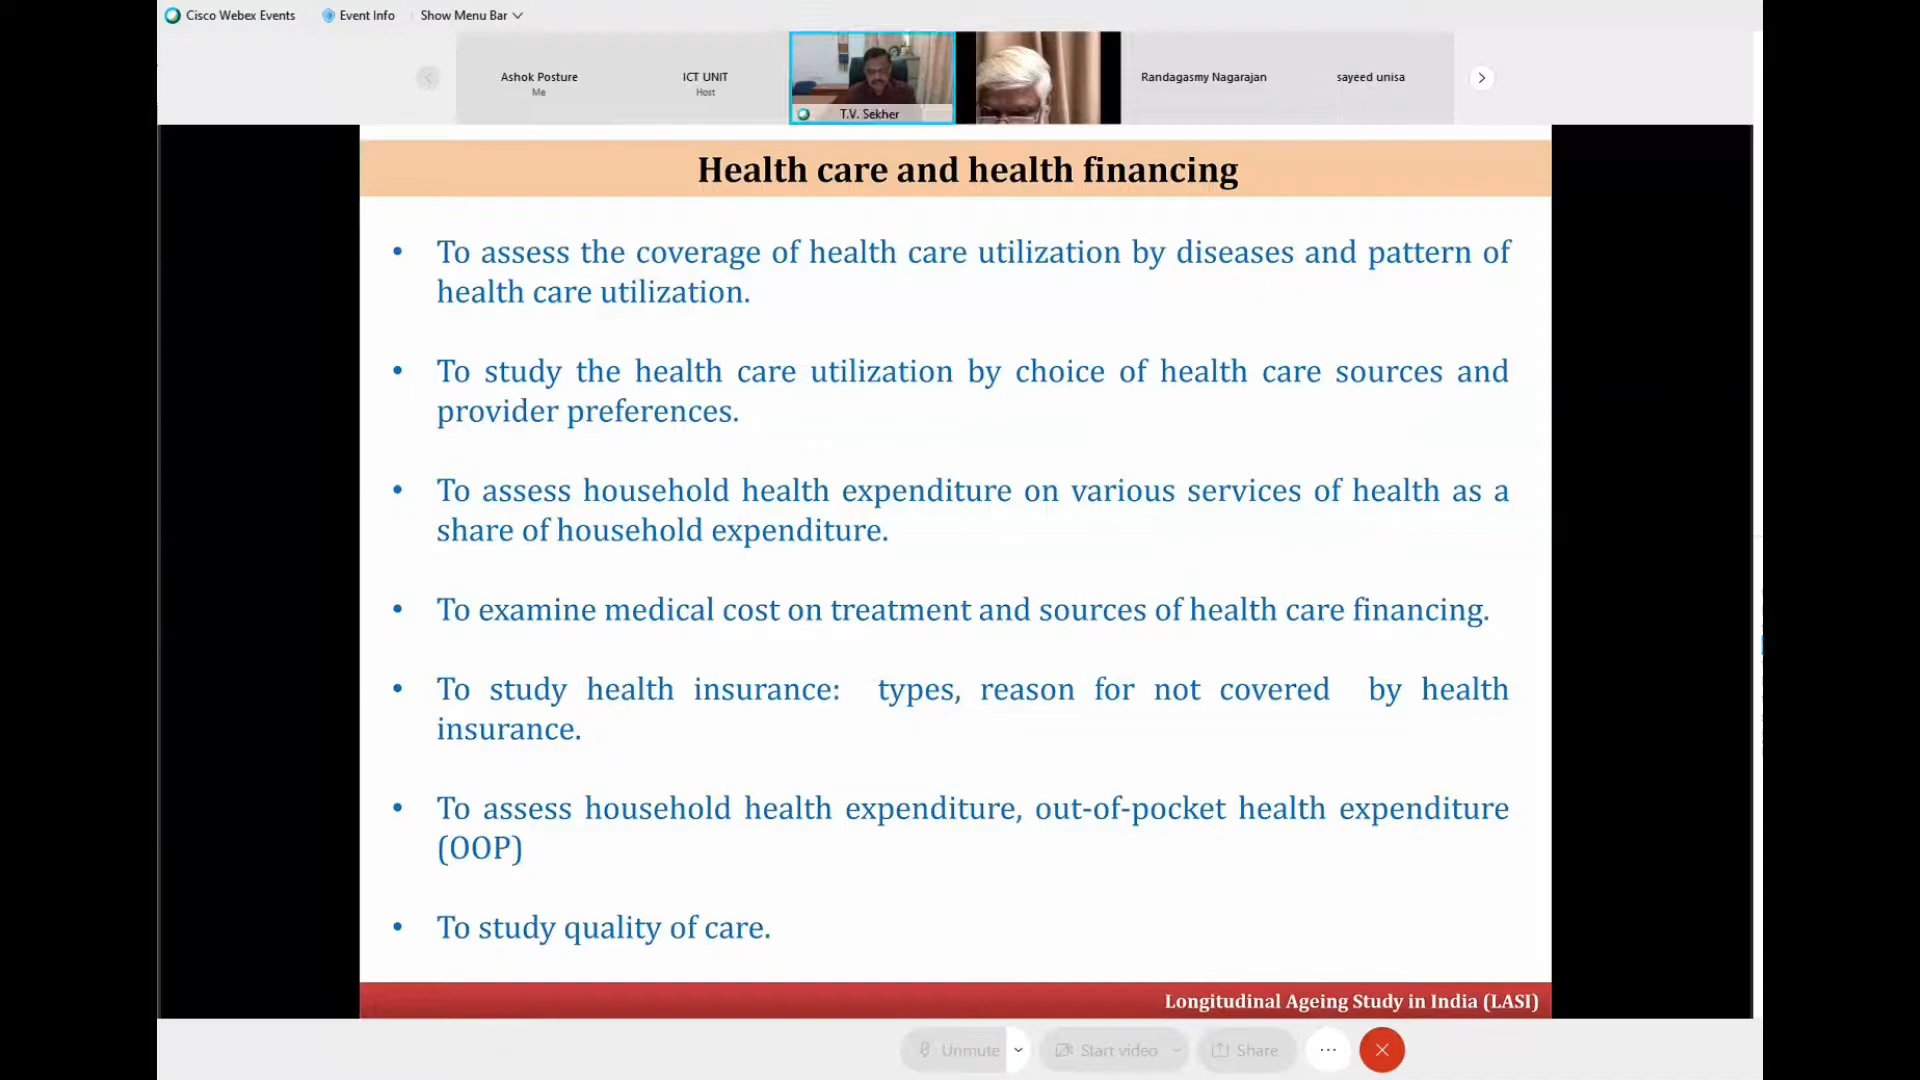 Cisco Webex Events Event Info Show Menu Bar
Ashok Posture
Me
ICT UNIT
Host
T.V. Sekher
Randagasmy Nagarajan
sayeed unisa
Health care and health financing
• To assess the coverage of health care utilization by diseases and pattern of
health care utilization.
• To study the health care utilization by choice of health care sources and
provider preferences.
• To assess household health expenditure on various services of health as a
share of household expenditure.
• To examine medical cost on treatment and sources of health care financing.
• To study health insurance: types, reason for not covered by health
insurance.
• To assess household health expenditure, out-of-pocket health expenditure
(OOP)
• To study quality of care.
Longitudinal Ageing Study in India (LASI)
Unmute Start video Share